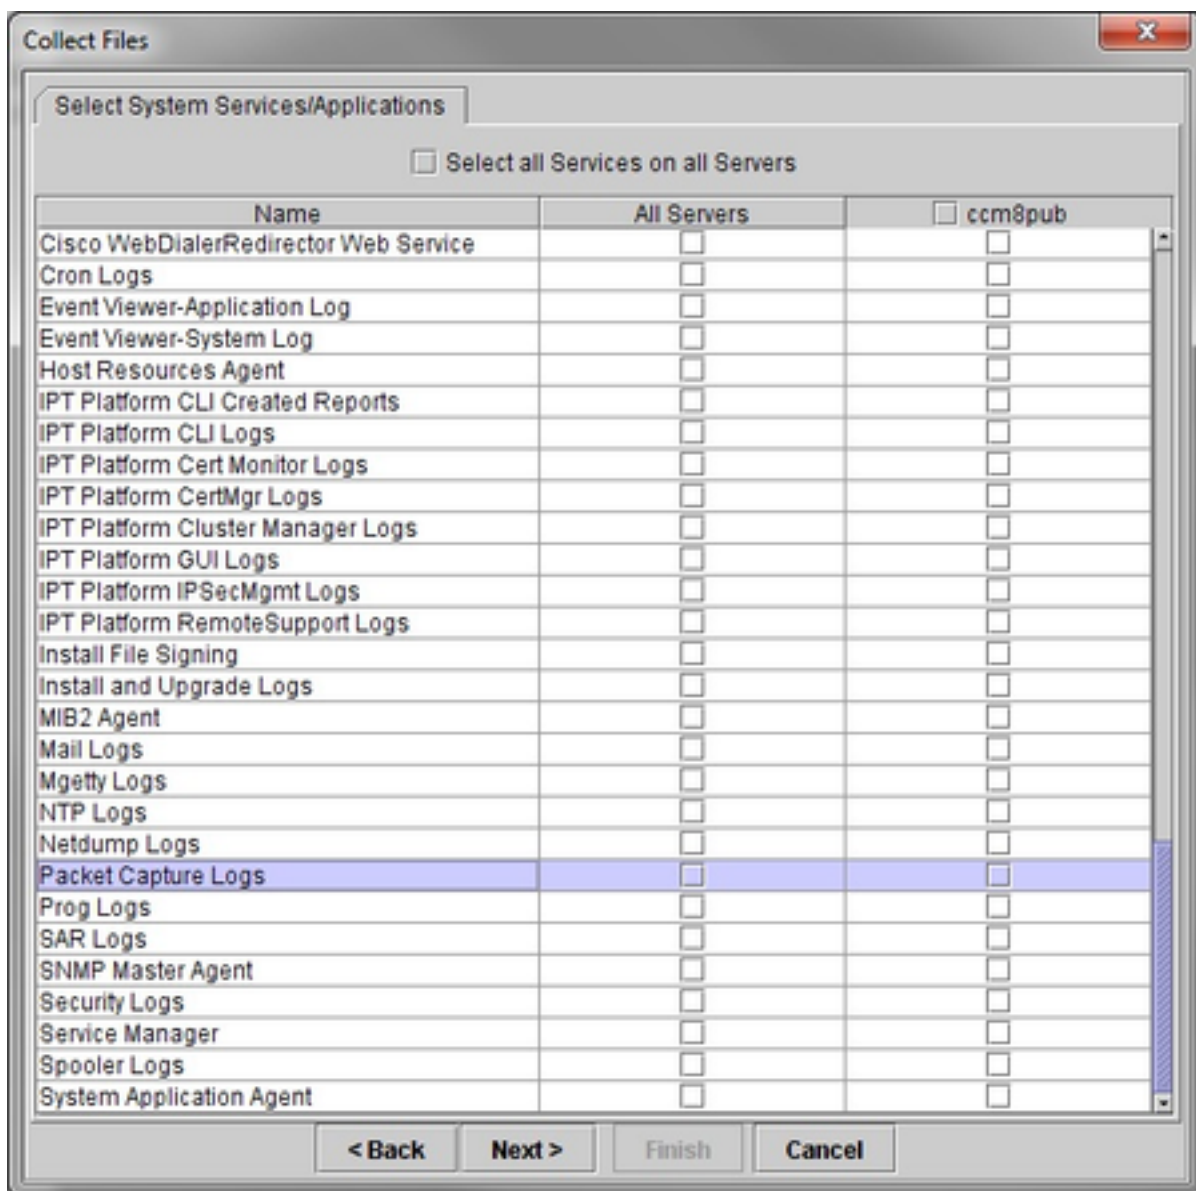 Collect Files
Select System Services/Applications
Select all Services on all Servers
Name All Servers ccm8pub
Cisco WebDialerRedirector Web Service
Cron Logs
Event Viewer-Application Log
Event Viewer-System Log
Host Resources Agent
IPT Platform CLI Created Reports
IPT Platform CLI Logs
IPT Platform Cert Monitor Logs
IPT Platform CertMgr Logs
IPT Platform Cluster Manager Logs
IPT Platform GUI Logs
IPT Platform IPSecMgmt Logs
IPT Platform RemoteSupport Logs
Install File Signing
Install and Upgrade Logs
MIB2 Agent
Mail Logs
Mgetty Logs
NTP Logs
Netdump Logs
Packet Capture Logs
Prog Logs
SAR Logs
SNMP Master Agent
Security Logs
Service Manager
Spooler Logs
System Application Agent
< Back Next > Finish Cancel